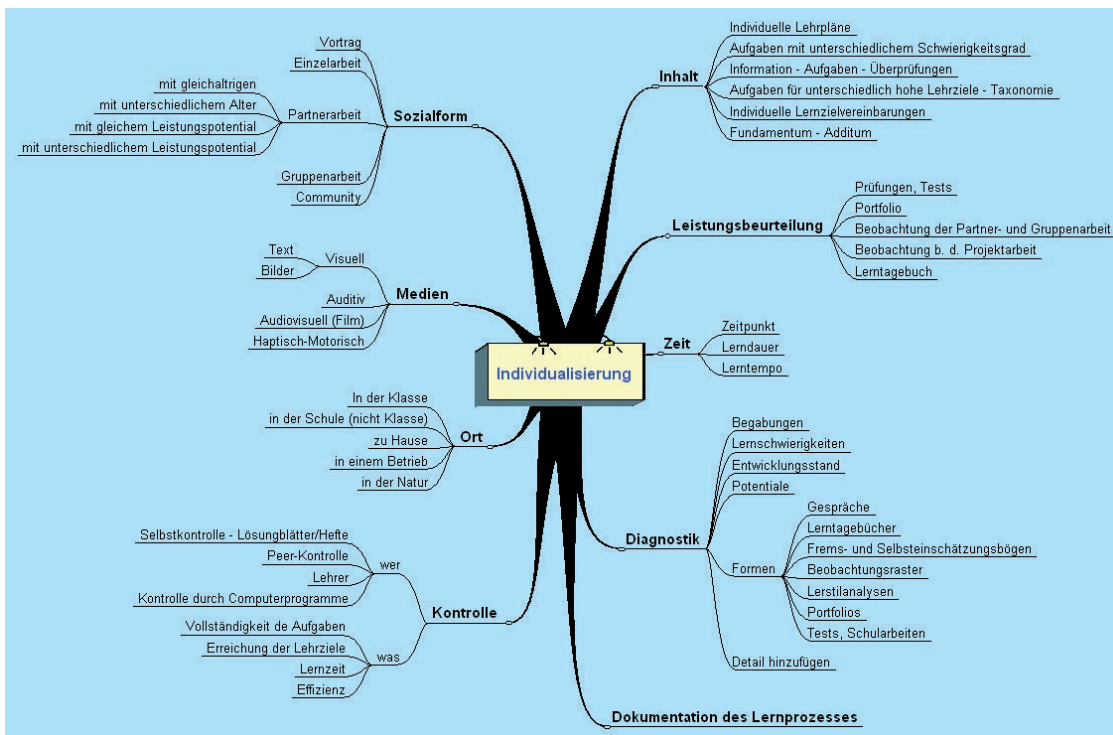 Individualisierung
Sozialform
Vortrag
Einzelarbeit
Partnerarbeit
mit gleichaltrigen
mit unterschiedlichem Alter
mit gleichem Leistungspotential
mit unterschiedlichem Leistungspotential
Gruppenarbeit
Community
Medien
Visuell
Text
Bilder
Auditiv
Audiovisuell (Film)
Haptisch-Motorisch
Ort
In der Klasse
in der Schule (nicht Klasse)
zu Hause
in einem Betrieb
in der Natur
Kontrolle
wer
Selbstkontrolle - Lösungblätter/Hefte
Peer-Kontrolle
Lehrer
Kontrolle durch Computerprogramme
was
Vollständigkeit de Aufgaben
Erreichung der Lehrziele
Lernzeit
Effizienz
Inhalt
Individuelle Lehrpläne
Aufgaben mit unterschiedlichem Schwierigkeitsgrad
Information - Aufgaben - Überprüfungen
Aufgaben für unterschiedlich hohe Lehrziele - Taxonomie
Individuelle Lernzielvereinbarungen
Fundamentum - Additum
Leistungsbeurteilung
Prüfungen, Tests
Portfolio
Beobachtung der Partner- und Gruppenarbeit
Beobachtung b. d. Projektarbeit
Lerntagebuch
Zeit
Zeitpunkt
Lerndauer
Lerntempo
Diagnostik
Begabungen
Lernschwierigkeiten
Entwicklungsstand
Potentiale
Formen
Gespräche
Lerntagebücher
Frems- und Selbsteinschätzungsbögen
Beobachtungsraster
Lerstilanalysen
Portfolios
Tests, Schularbeiten
Detail hinzufügen
Dokumentation des Lernprozesses